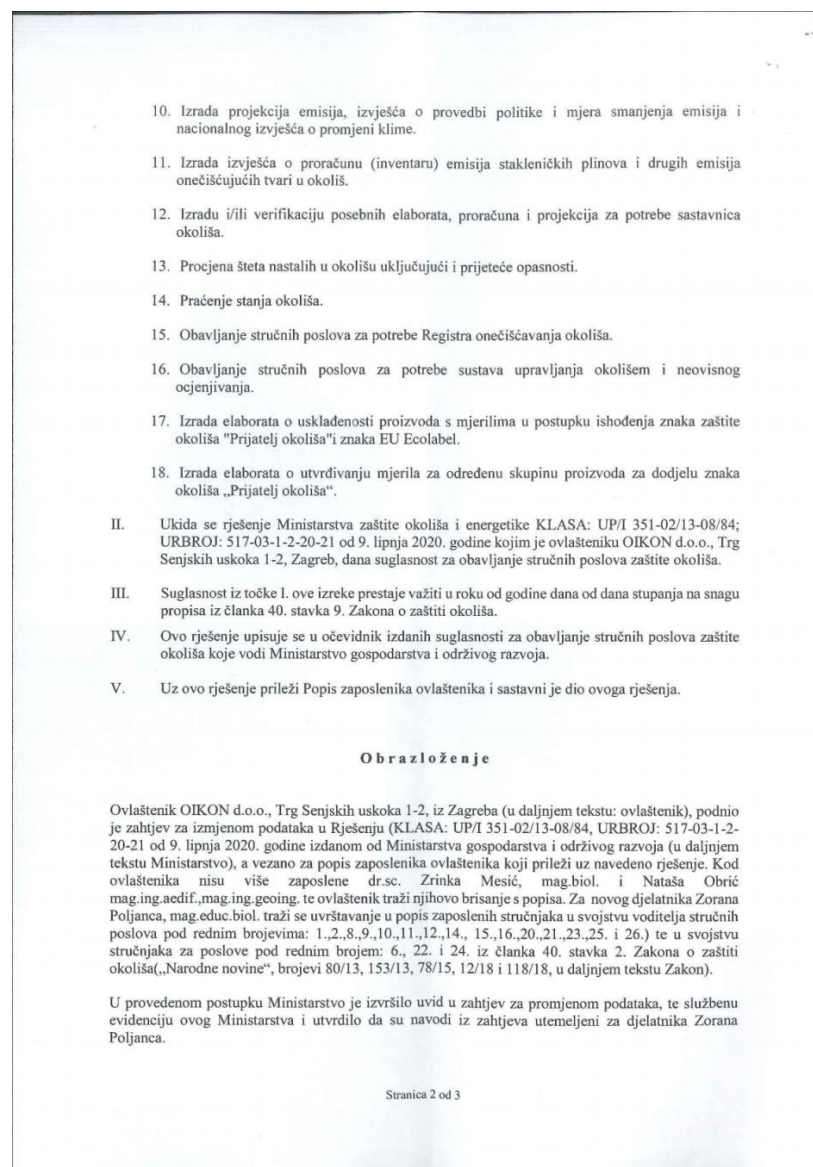 10. Izrada projekcija emisija, izvješća o provedbi politike i mjera smanjenja emisija i
nacionalnog izvješća o promjeni klime.
11. Izrada izvješća o proračunu (inventaru) emisija stakleničkih plinova i drugih emisija
onečišćujućih tvari u okoliš.
12. Izradu i/ili verifikaciju posebnih elaborata, proračuna i projekcija za potrebe sastavnica
okoliša.
13. Procjena šteta nastalih u okolišu uključujući i prijeteće opasnosti.
14. Praćenje stanja okoliša.
15. Obavljanje stručnih poslova za potrebe Registra onečišćavanja okoliša.
16. Obavljanje stručnih poslova za potrebe sustava upravljanja okolišem i neovisnog
ocjenjivanja.
17. Izrada elaborata o usklađenosti proizvoda s mjerilima u postupku ishođenja znaka zaštite
okoliša "Prijatelj okoliša"i znaka EU Ecolabel.
18. Izrada elaborata o utvrđivanju mjerila za određenu skupinu proizvoda za dodjelu znaka
okoliša „Prijatelj okoliša“.
II. Ukida se rješenje Ministarstva zaštite okoliša i energetike KLASA: UP/I 351-02/13-08/84;
URBROJ: 517-03-1-2-20-21 od 9. lipnja 2020. godine kojim je ovlašteniku OIKON d.o.o., Trg
Senjskih uskoka 1-2, Zagreb, dana suglasnost za obavljanje stručnih poslova zaštite okoliša.
III. Suglasnost iz točke I. ove izreke prestaje važiti u roku od godine dana od dana stupanja na snagu
propisa iz članka 40. stavka 9. Zakona o zaštiti okoliša.
IV. Ovo rješenje upisuje se u očevidnik izdanih suglasnosti za obavljanje stručnih poslova zaštite
okoliša koje vodi Ministarstvo gospodarstva i održivog razvoja.
V. Uz ovo rješenje prileži Popis zaposlenika ovlaštenika i sastavni je dio ovoga rješenja.
Obrazloženje
Ovlaštenik OIKON d.o.o., Trg Senjskih uskoka 1-2, iz Zagreba (u daljnjem tekstu: ovlaštenik), podnio
je zahtjev za izmjenom podataka u Rješenju (KLASA: UP/I 351-02/13-08/84, URBROJ: 517-03-1-2-
20-21 od 9. lipnja 2020. godine izdanom od Ministarstva gospodarstva i održivog razvoja (u daljnjem
tekstu Ministarstvo), a vezano za popis zaposlenika ovlaštenika koji prileži uz navedeno rješenje. Kod
ovlaštenika nisu više zaposlene dr.sc. Zrinka Mesić, mag.biol. i Nataša Obrić
mag.ing.aedif.,mag.ing.geoing. te ovlaštenik traži njihovo brisanje s popisa. Za novog djelatnika Zorana
Poljanca, mag.educ.biol. traži se uvrštavanje u popis zaposlenih stručnjaka u svojstvu voditelja stručnih
poslova pod rednim brojevima: 1.,2.,8.,9.,10.,11.,12.,14., 15.,16.,20.,21.,23.,25. i 26.) te u svojstvu
stručnjaka za poslove pod rednim brojem: 6., 22. i 24. iz članka 40. stavka 2. Zakona o zaštiti
okoliša(„Narodne novine“, brojevi 80/13, 153/13, 78/15, 12/18 i 118/18, u daljnjem tekstu Zakon).
U provedenom postupku Ministarstvo je izvršilo uvid u zahtjev za promjenom podataka, te službenu
evidenciju ovog Ministarstva i utvrdilo da su navodi iz zahtjeva utemeljeni za djelatnika Zorana
Poljanca.
Stranica 2 od 3